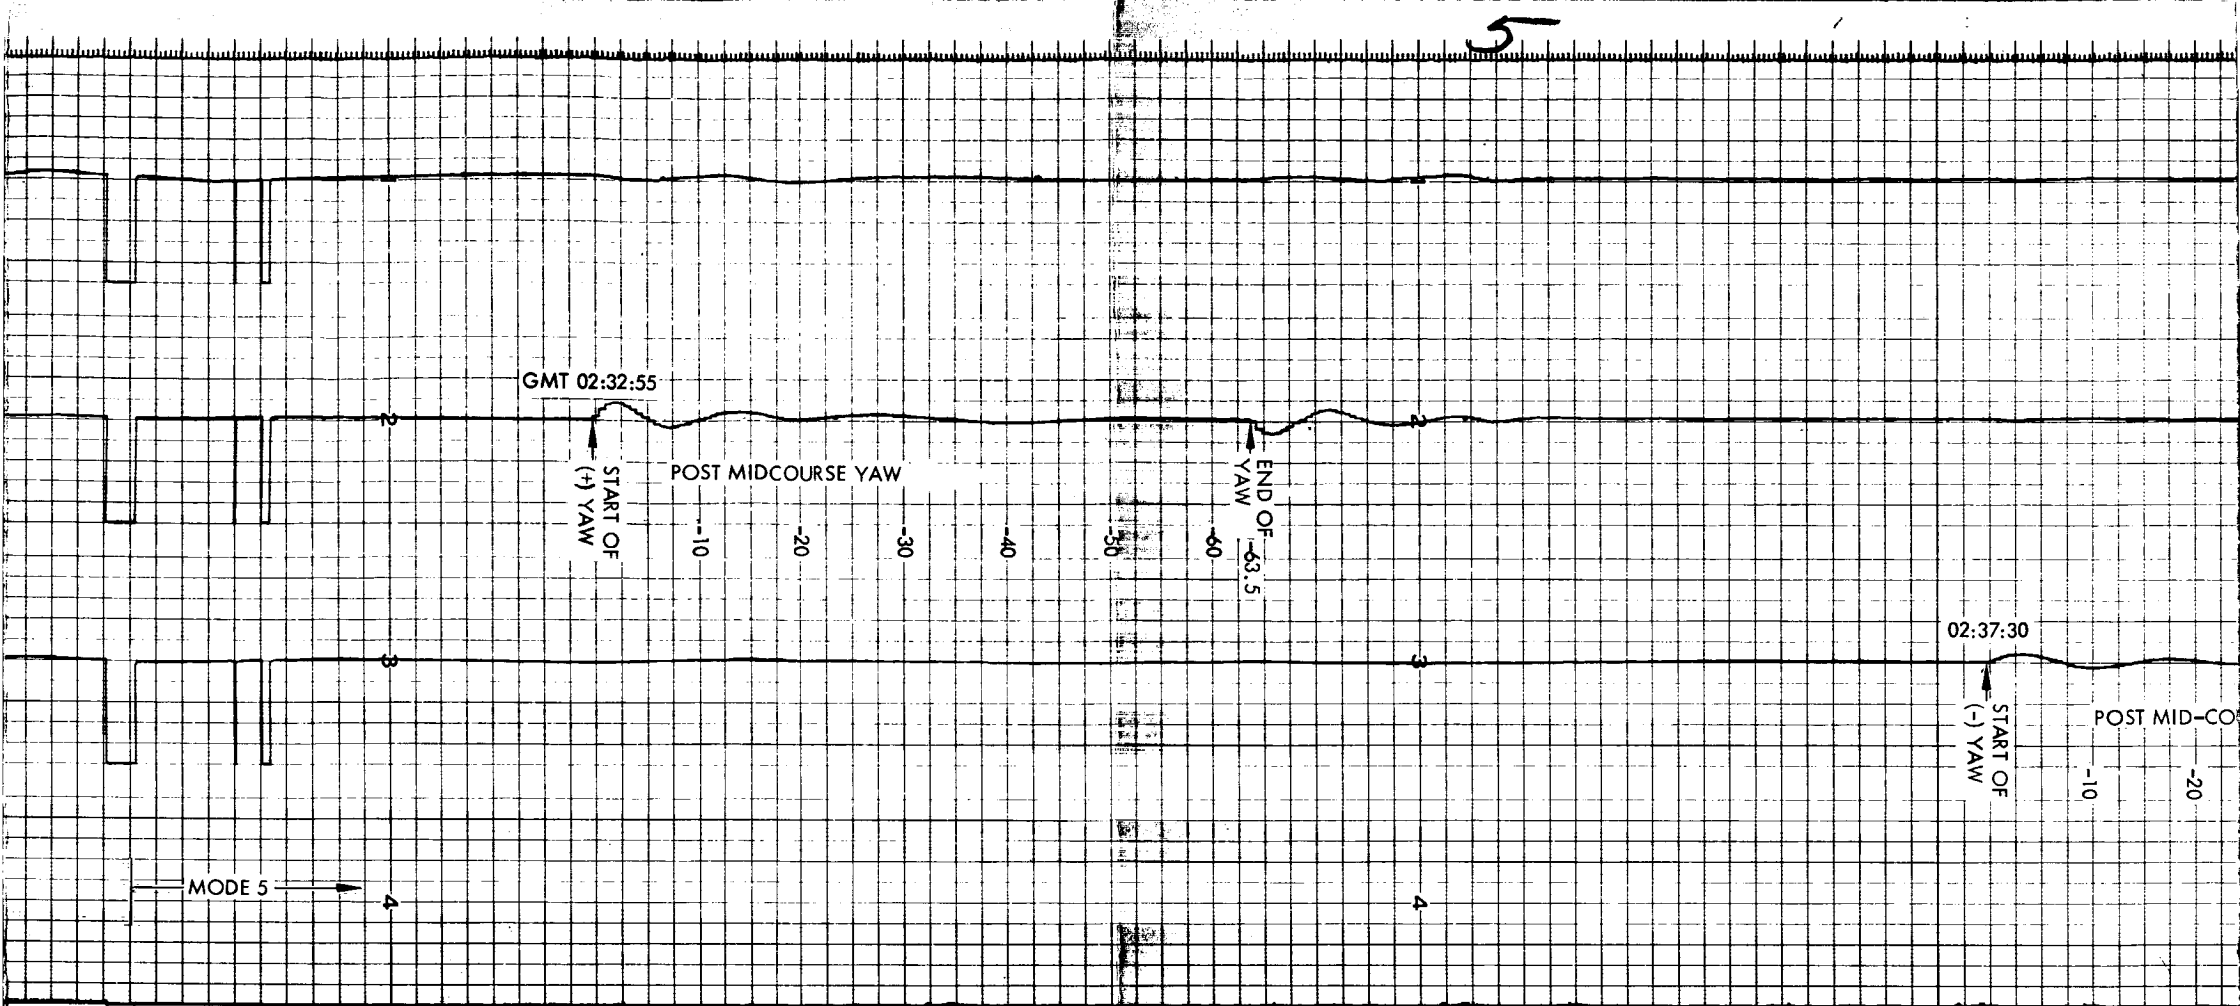 5
1
1
GMT 02:32:55
2
2
START OF
(+) YAW
POST MIDCOURSE YAW
END OF
YAW
-10
-20
-30
-40
-50
-60
-63.5
02:37:30
3
3
START OF
(-) YAW
POST MID-CO
-10
-20
MODE 5
4
4